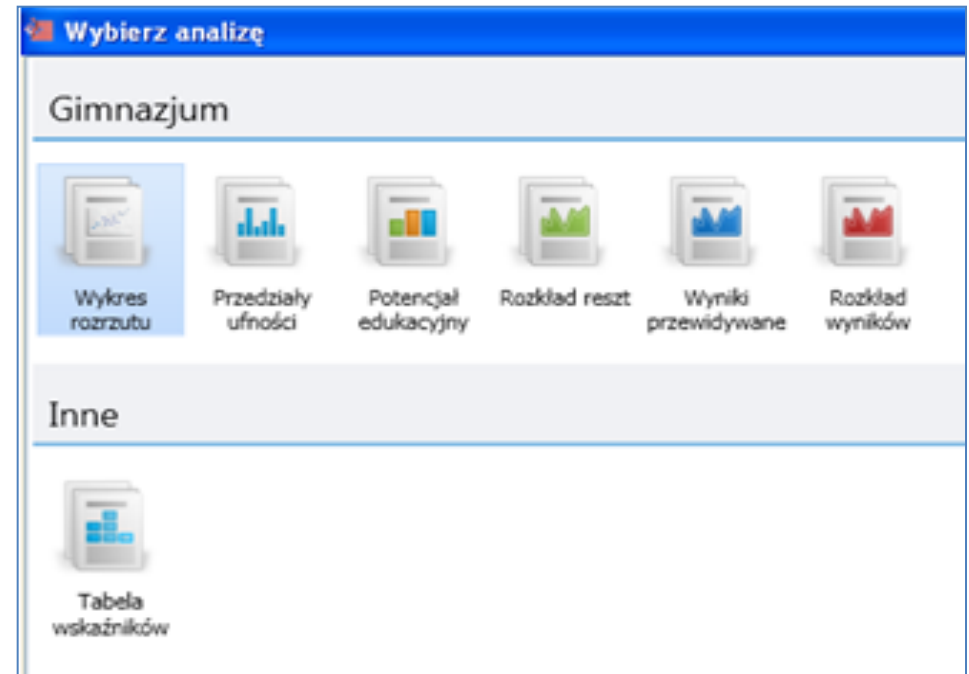 Wybierz analizę
Gimnazjum
Wykres
rozrzutu
Przedziały
ufności
Potencjał
edukacyjny
Rozkład reszt
Wyniki
przewidywane
Rozkład
wyników
Inne
Tabela
wskaźników